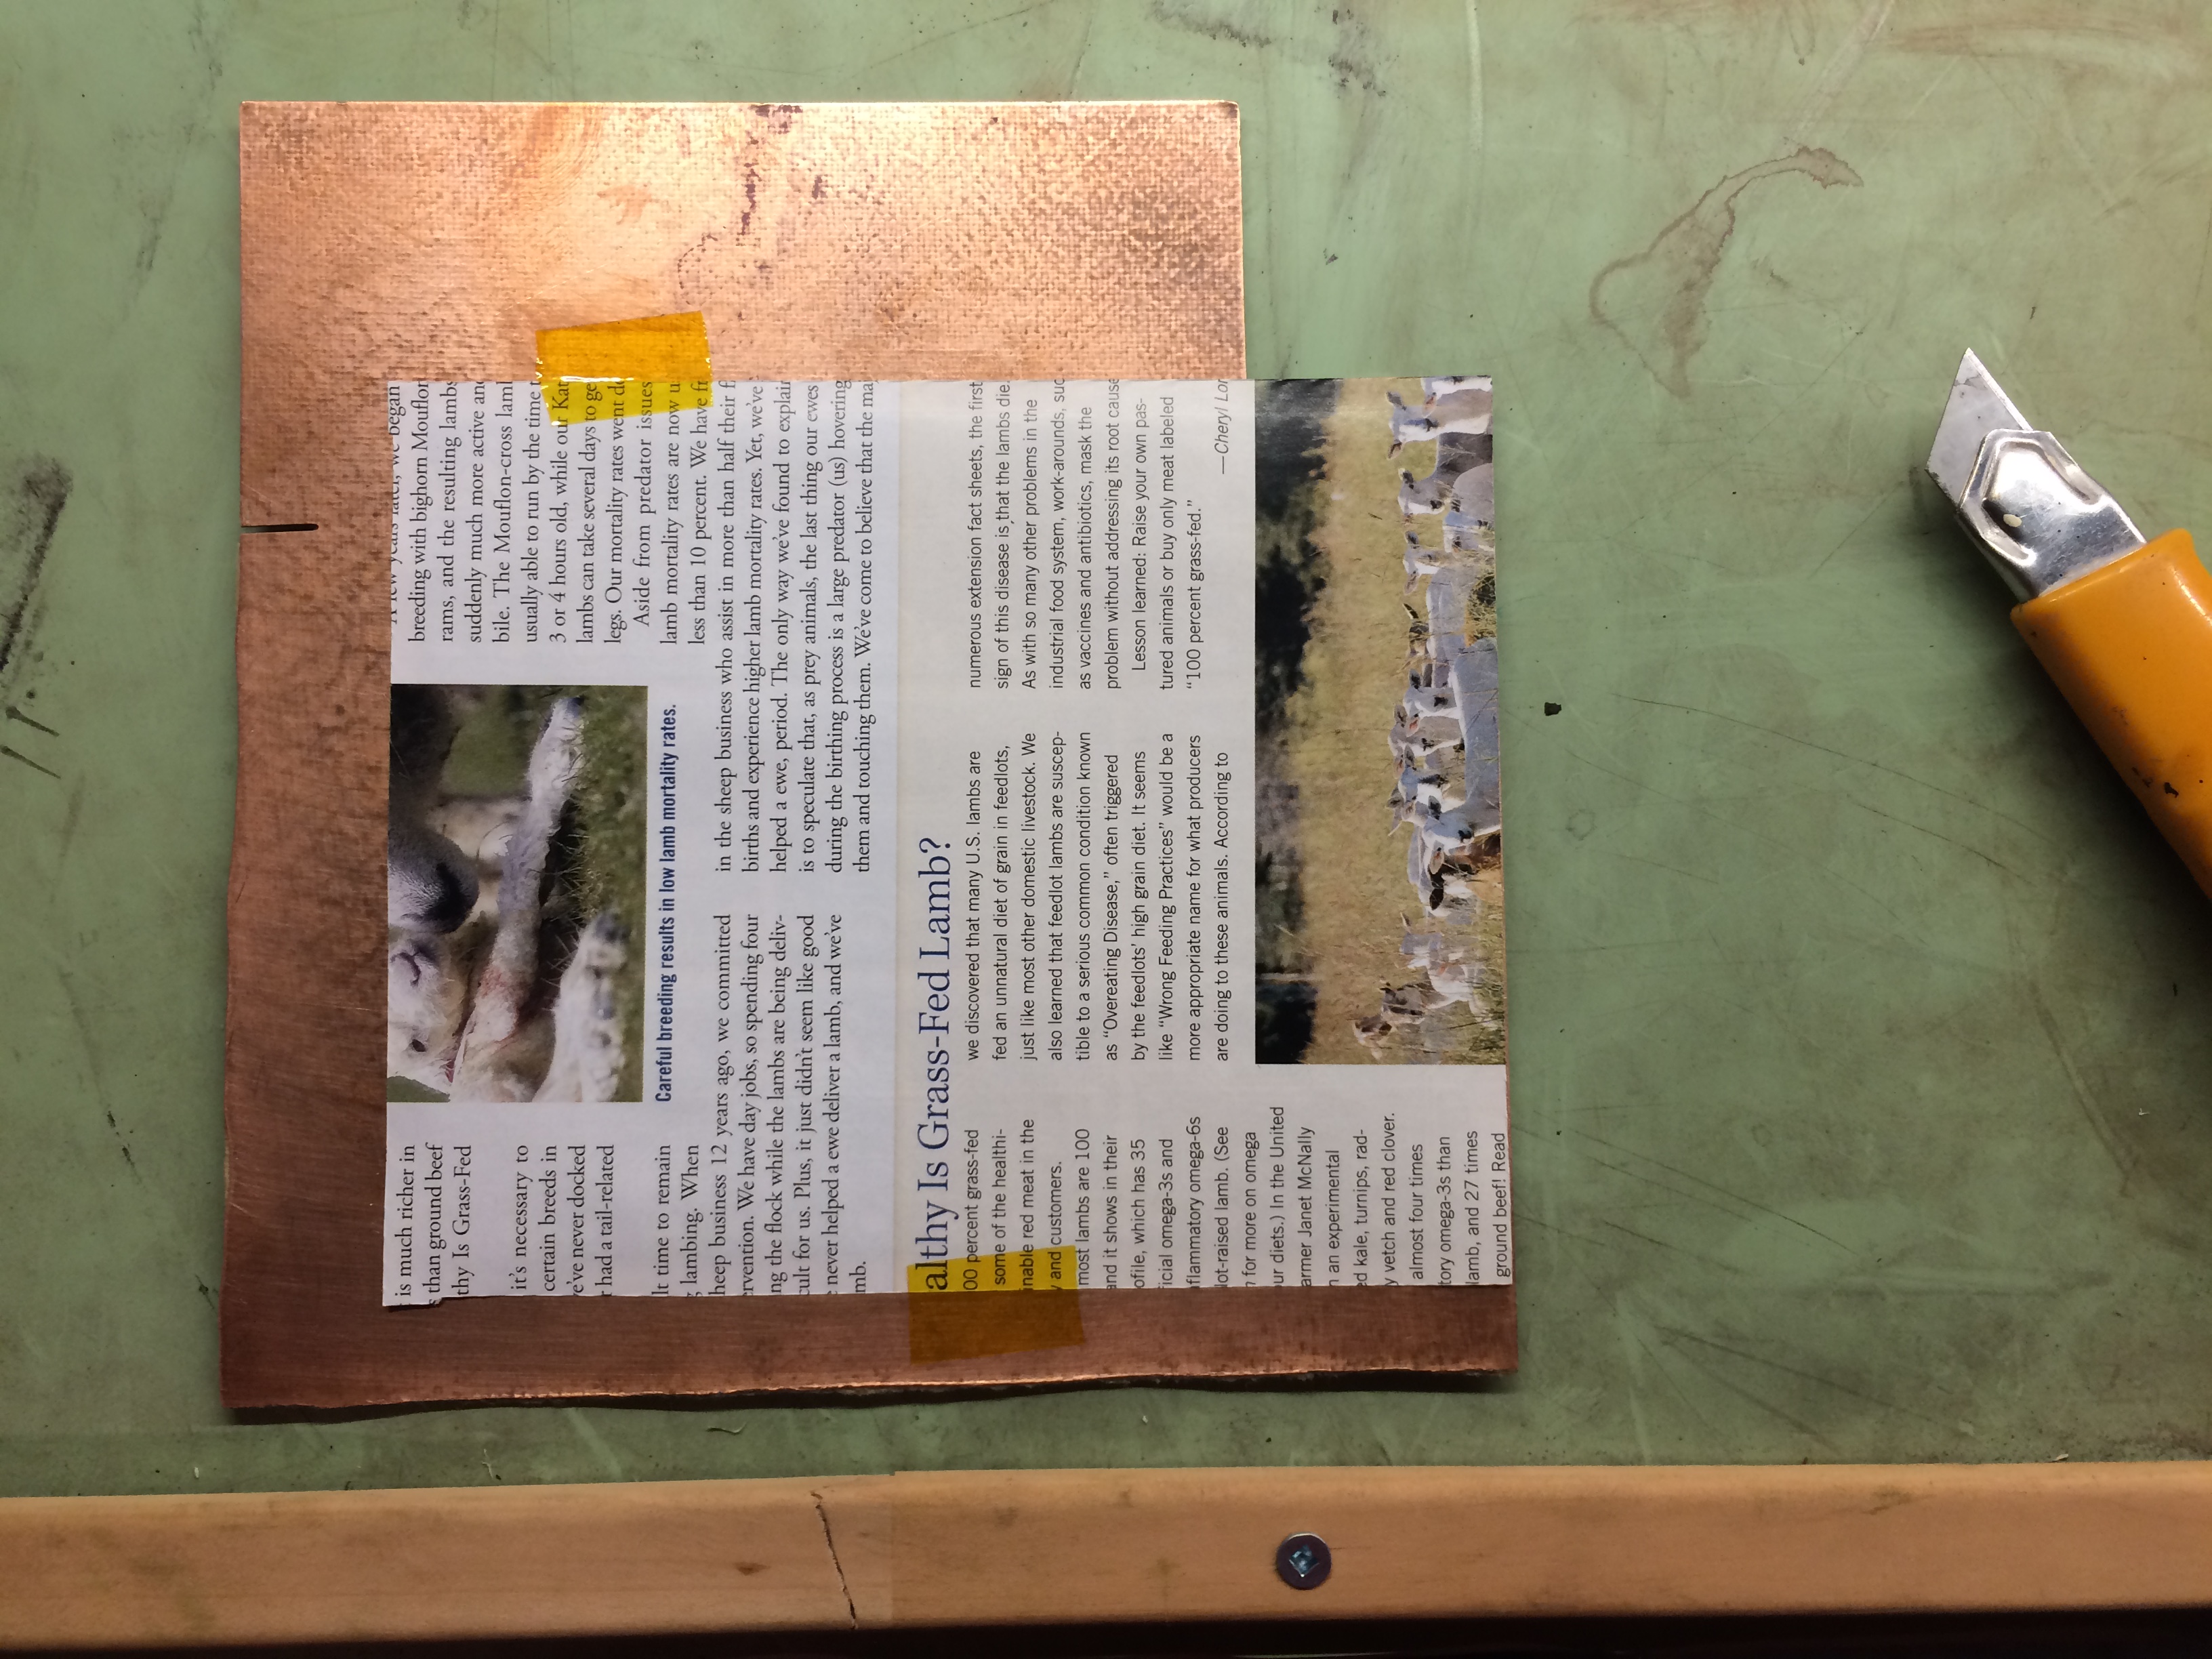 is much richer in
than ground beef
thy Is Grass-Fed
it's necessary to
certain breeds in
e've never docked
had a tail-related
lt time to remain
lambing. When
heep business 12 years ago, we committed
rvention. We have day jobs, so spending four
ng the flock while the lambs are being deliv-
cult for us. Plus, it just didn't seem like good
never helped a ewe deliver a lamb, and we've
mb.
Careful breeding results in low lamb mortality rates.
in the sheep business who assist in more than half their
births and experience higher lamb mortality rates. Yet, we've
helped a ewe, period. The only way we've found to explain
is to speculate that, as prey animals, the last thing our ewes
during the birthing process is a large predator (us) hovering
them and touching them. We've come to believe that the ma
A few years later, we began
breeding with bighorn Mouflon
rams, and the resulting lambs
suddenly much more active and
bile. The Mouflon-cross lamb
usually able to run by the time
3 or 4 hours old, while our Kat
lambs can take several days to ge
legs. Our mortality rates went d
Aside from predator issues
lamb mortality rates are now u
less than 10 percent. We have fr
althy Is Grass-Fed Lamb?
00 percent grass-fed
some of the healthi-
inable red meat in the
and customers.
most lambs are 100
and it shows in their
ofile, which has 35
icial omega-3s and
flammatory omega-6s
lot-raised lamb. (See
for more on omega
ur diets.) In the United
armer Janet McNally
an experimental
ed kale, turnips, rad-
y vetch and red clover.
almost four times
tory omega-3s than
lamb, and 27 times
ground beef! Read
we discovered that many U.S. lambs are
fed an unnatural diet of grain in feedlots,
just like most other domestic livestock. We
also learned that feedlot lambs are suscep-
tible to a serious common condition known
as "Overeating Disease," often triggered
by the feedlots' high grain diet. It seems
like "Wrong Feeding Practices" would be a
more appropriate name for what producers
are doing to these animals. According to
numerous extension fact sheets, the first
sign of this disease is that the lambs die.
As with so many other problems in the
industrial food system, work-arounds, suc
as vaccines and antibiotics, mask the
problem without addressing its root cause
Lesson learned: Raise your own pas-
tured animals or buy only meat labeled
"100 percent grass-fed."
—Cheryl Lor